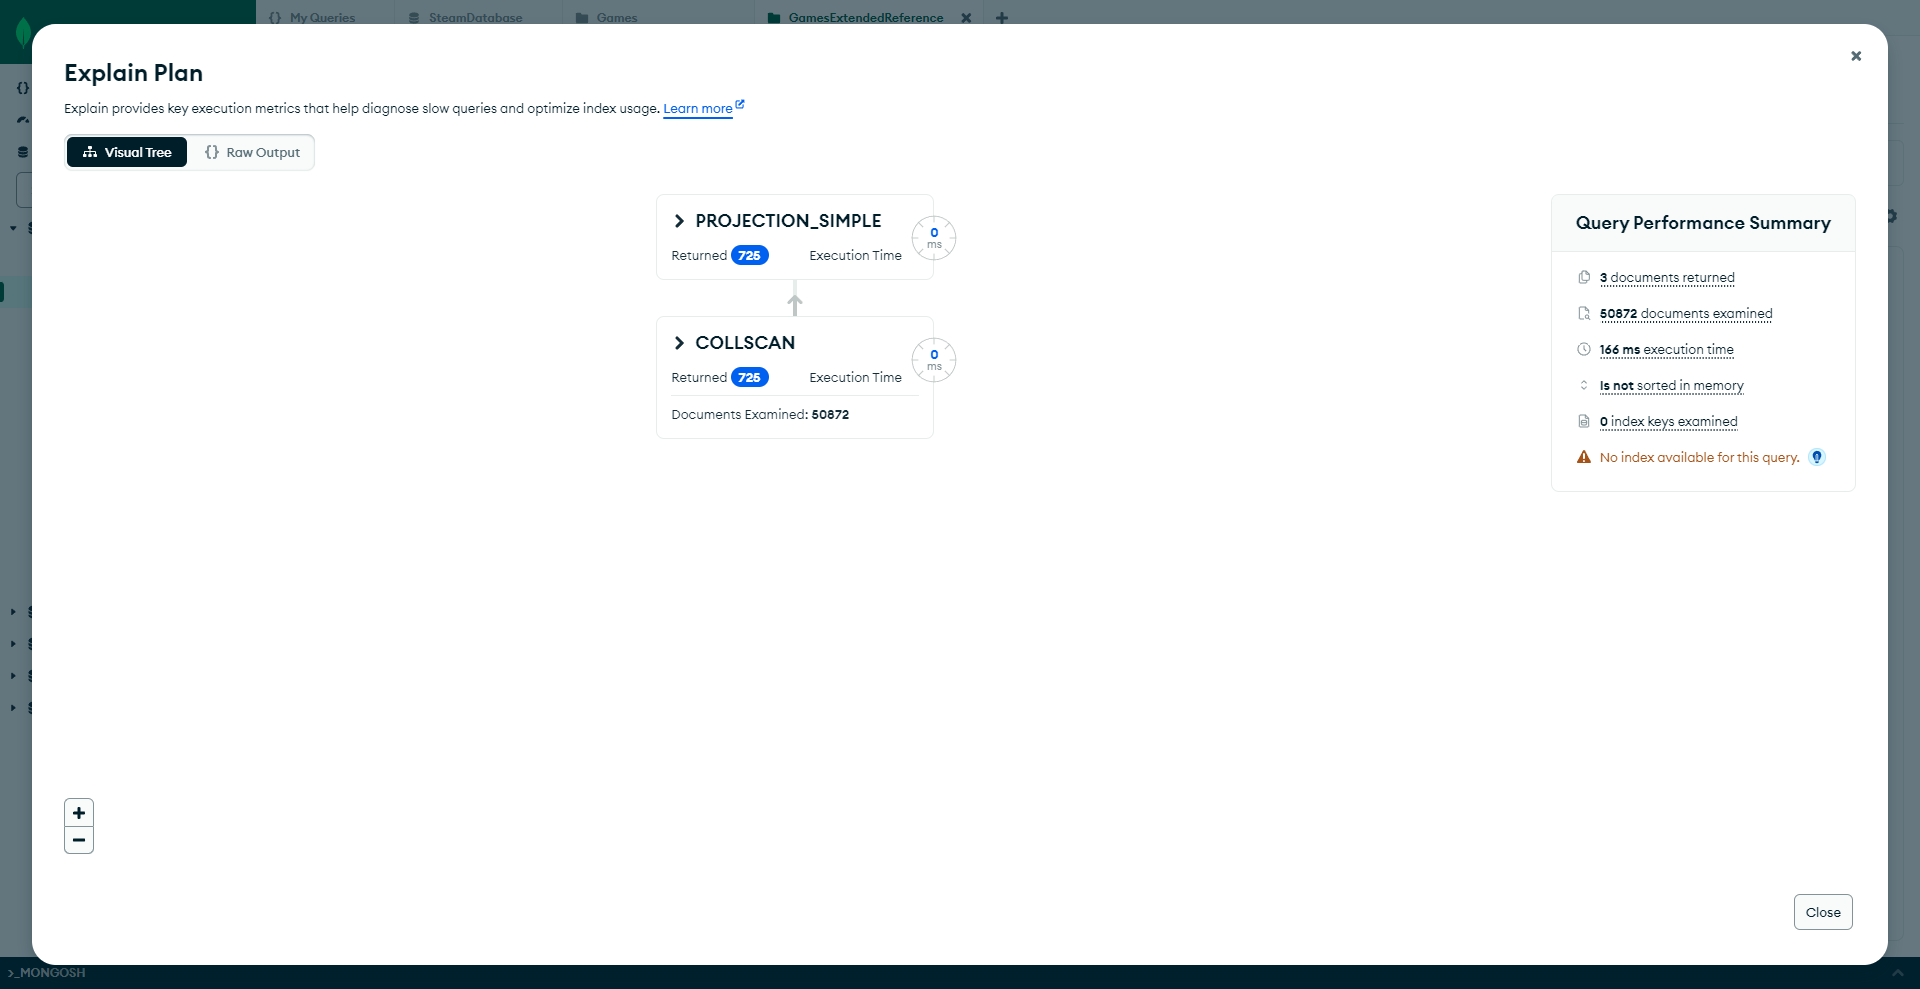 My Queries
SteamDatabase
Games
GamesExtendedReference
Explain Plan
Explain provides key execution metrics that help diagnose slow queries and optimize index usage. Learn more
Visual Tree
{} Raw Output
PROJECTION_SIMPLE
Returned 725 Execution Time
0 ms
COLLSCAN
Returned 725 Execution Time
0 ms
Documents Examined: 50872
Query Performance Summary
3 documents returned
50872 documents examined
166 ms execution time
Is not sorted in memory
0 index keys examined
No index available for this query.
Close
>_MONGOSH